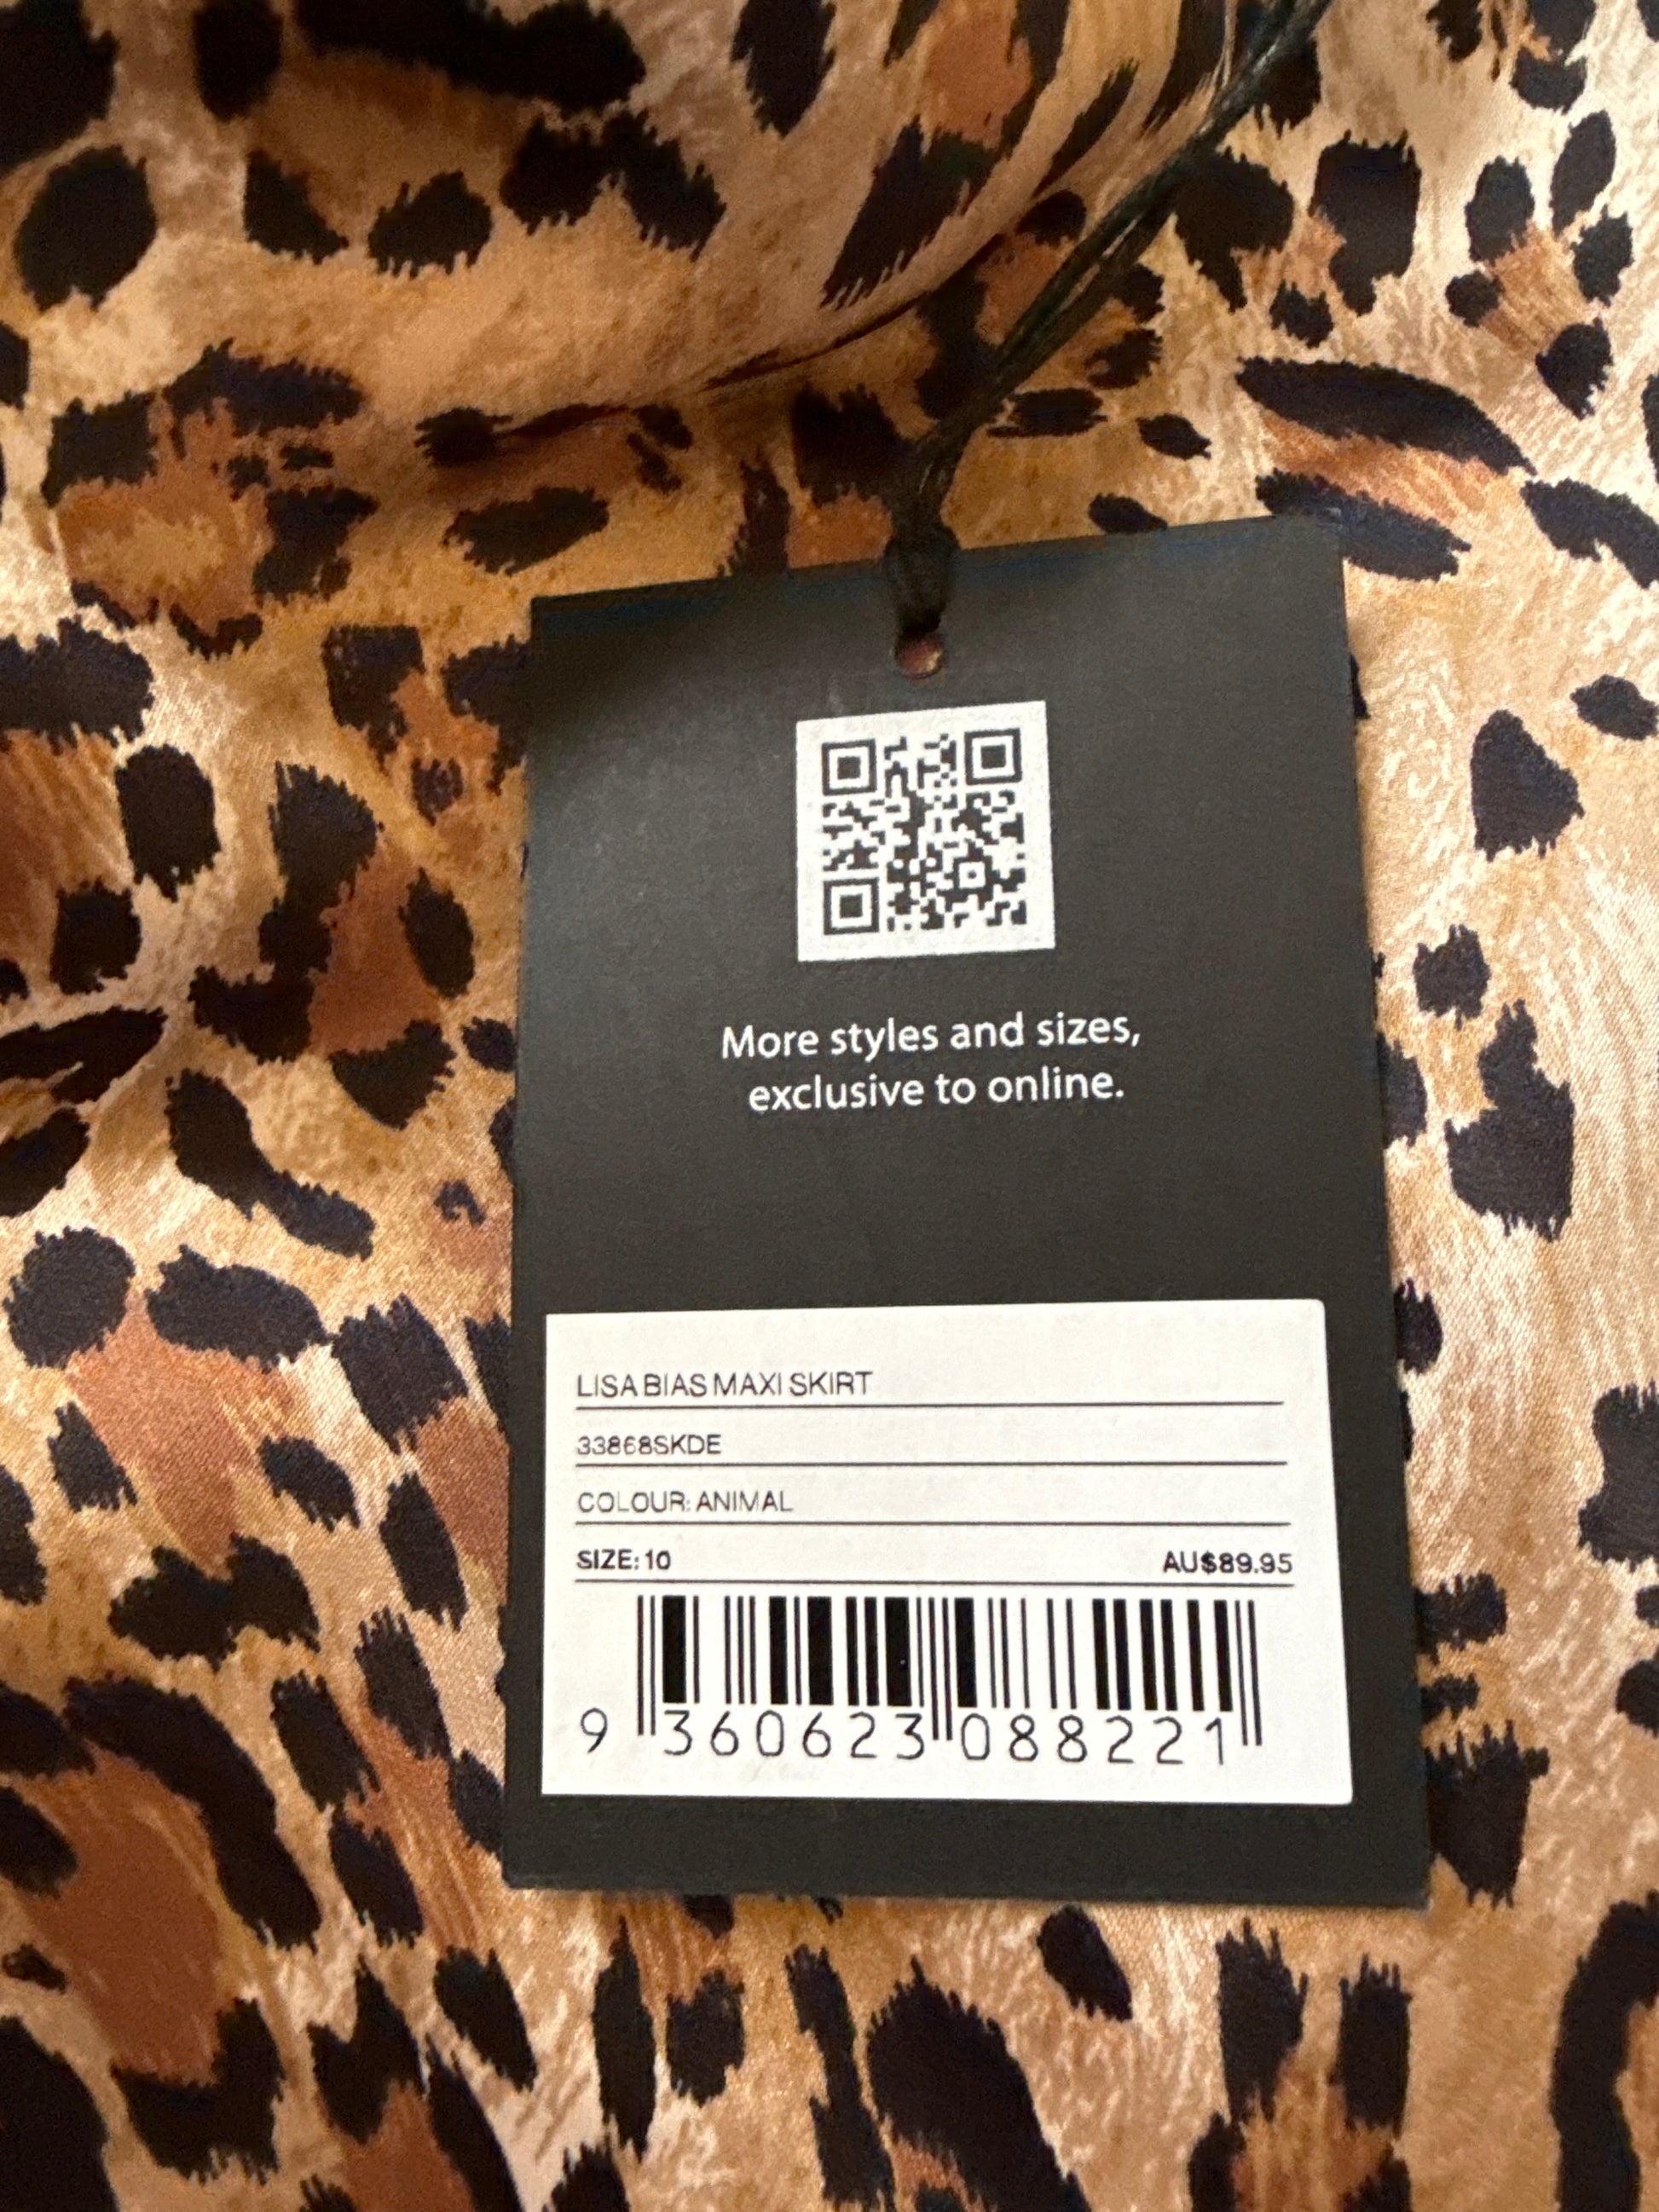 More styles and sizes,
exclusive to online.
LISA BIAS MAXI SKIRT
33868SKDE
COLOUR: ANIMAL
SIZE: 10 AU$89.95
9 360623 088221